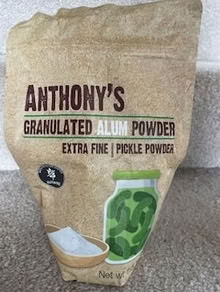 ANTHONY'S
GRANULATED ALUM POWDER
EXTRA FINE | PICKLE POWDER
Net